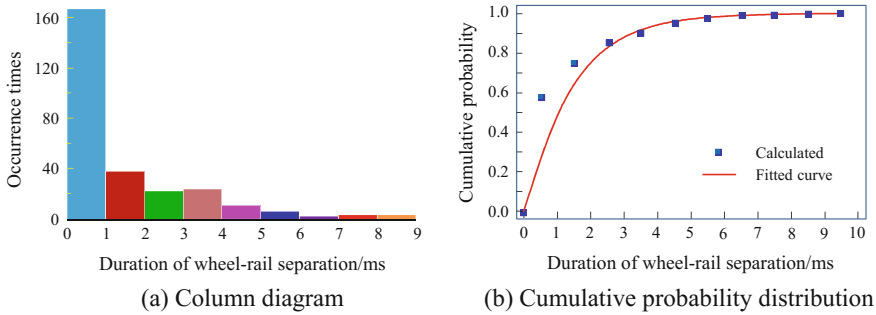 160
120
80
40
0
Occurrence times
0 1 2 3 4 5 6 7 8 9
Duration of wheel-rail separation/ms
(a) Column diagram
1.0
0.8
0.6
0.4
0.2
0.0
Cumulative probability
Calculated
Fitted curve
0 1 2 3 4 5 6 7 8 9 10
Duration of wheel-rail separation/ms
(b) Cumulative probability distribution